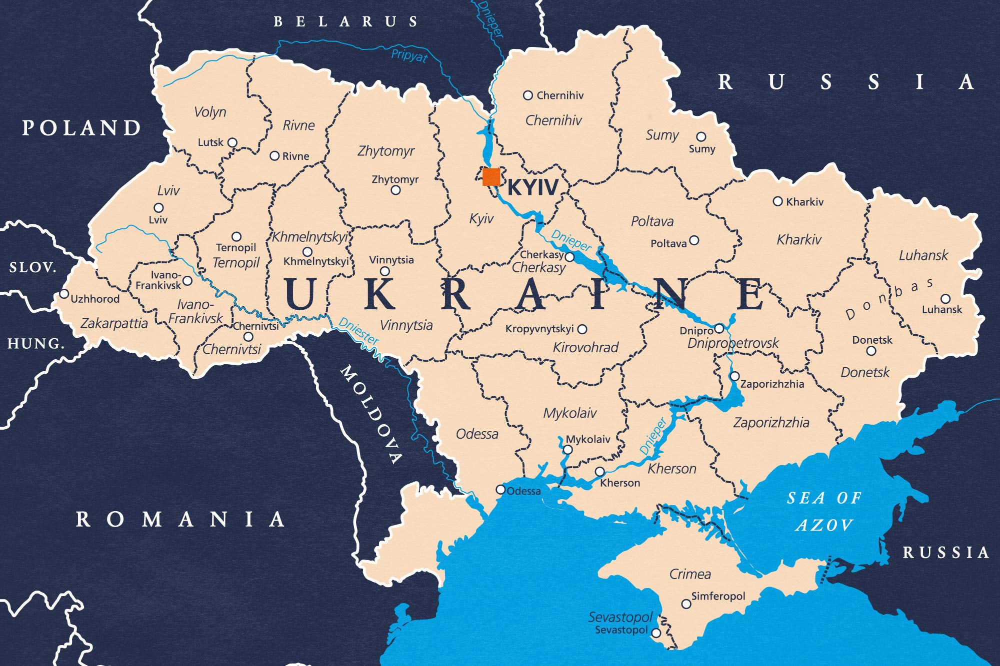 BELARUS
Dnieper
Pripyat
RUSSIA
POLAND
Chernihiv
Chernihiv
Volyn
Rivne
Lutsk
Rivne
Sumy
Sumy
Zhytomyr
Zhytomyr
KYIV
Kyiv
Lviv
Lviv
Kharkiv
Kharkiv
Poltava
Poltava
Dnieper
Khmelnytskyi
Khmelnytskyi
Ternopil
Ternopil
Vinnytsia
Cherkasy
Cherkasy
Luhansk
SLOV.
Ivano-
Frankivsk
UKRAINE
Donbas
Luhansk
Uzhhorod
Ivano-
Frankivsk
Zakarpattia
Chernivtsi
Chernivtsi
Dniester
Vinnytsia
Kropyvnytskyi
Kirovohrad
Dnipro
Dnipropetrovsk
Donetsk
Donetsk
HUNG.
MOLDOVA
Zaporizhzhia
Zaporizhzhia
Mykolaiv
Mykolaiv
Odessa
Dnieper
Kherson
Kherson
Odessa
SEA OF
AZOV
ROMANIA
RUSSIA
Crimea
Simferopol
Sevastopol
Sevastopol